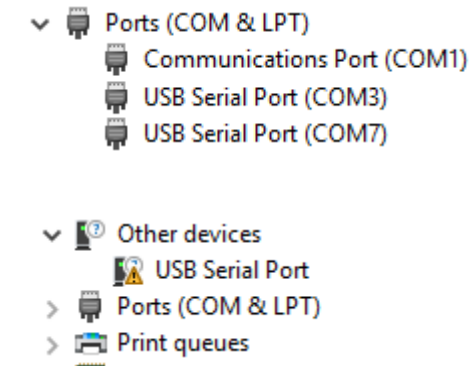 Ports (COM & LPT)
Communications Port (COM1)
USB Serial Port (COM3)
USB Serial Port (COM7)
Other devices
USB Serial Port
Ports (COM & LPT)
Print queues